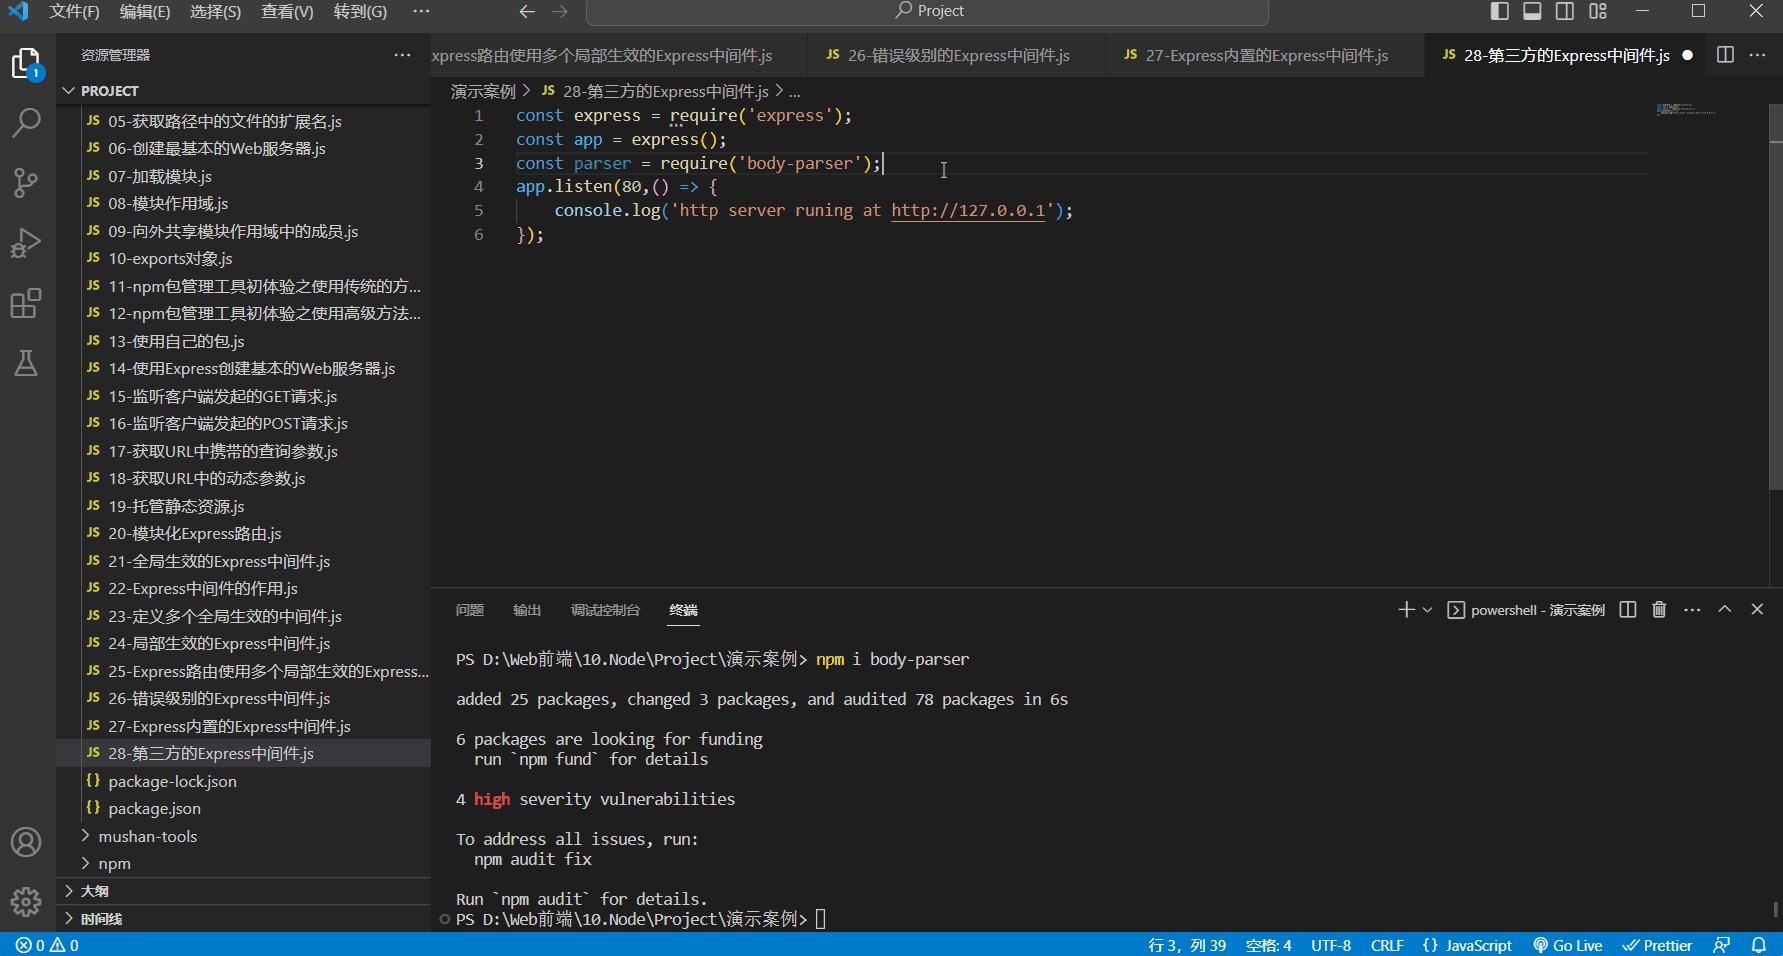 文件(F) 编辑(E) 选择(S) 查看(V) 转到(G) ··· Project
资源管理器 ···
xpress路由使用多个局部生效的Express中间件.js JS 26-错误级别的Express中间件.js JS 27-Express内置的Express中间件.js JS 28-第三方的Express中间件.js ···
PROJECT
JS 05-获取路径中的文件的扩展名.js
JS 06-创建最基本的Web服务器.js
JS 07-加载模块.js
JS 08-模块作用域.js
JS 09-向外共享模块作用域中的成员.js
JS 10-exports对象.js
JS 11-npm包管理工具初体验之使用传统的方...
JS 12-npm包管理工具初体验之使用高级方法...
JS 13-使用自己的包.js
JS 14-使用Express创建基本的Web服务器.js
JS 15-监听客户端发起的GET请求.js
JS 16-监听客户端发起的POST请求.js
JS 17-获取URL中携带的查询参数.js
JS 18-获取URL中的动态参数.js
JS 19-托管静态资源.js
JS 20-模块化Express路由.js
JS 21-全局生效的Express中间件.js
JS 22-Express中间件的作用.js
JS 23-定义多个全局生效的中间件.js
JS 24-局部生效的Express中间件.js
JS 25-Express路由使用多个局部生效的Express...
JS 26-错误级别的Express中间件.js
JS 27-Express内置的Express中间件.js
JS 28-第三方的Express中间件.js
{} package-lock.json
{} package.json
> mushan-tools
> npm
> 大纲
> 时间线
演示案例 > JS 28-第三方的Express中间件.js > ...
1 const express = require('express');
2 const app = express();
3 const parser = require('body-parser');
4 app.listen(80,() => {
5     console.log('http server runing at http://127.0.0.1');
6 });
问题 输出 调试控制台 终端 powershell - 演示案例 ···
PS D:\Web前端\10.Node\Project\演示案例> npm i body-parser
added 25 packages, changed 3 packages, and audited 78 packages in 6s
6 packages are looking for funding
  run `npm fund` for details
4 high severity vulnerabilities
To address all issues, run:
  npm audit fix
Run `npm audit` for details.
PS D:\Web前端\10.Node\Project\演示案例>
0 0 行 3，列 39 空格: 4 UTF-8 CRLF {} JavaScript Go Live Prettier
1